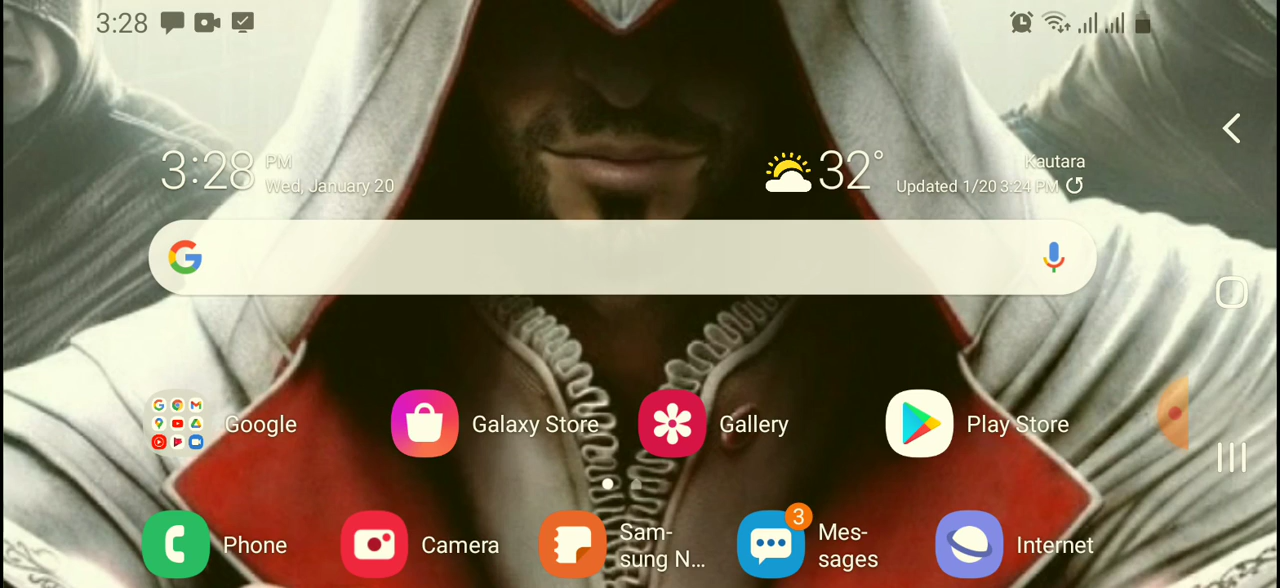 3:28
3:28 PM
Wed, January 20
32°
Kautara
Updated 1/20 3:24 PM
Google
Galaxy Store
Gallery
Play Store
Phone
Camera
Sam-
sung N...
3
Mes-
sages
Internet